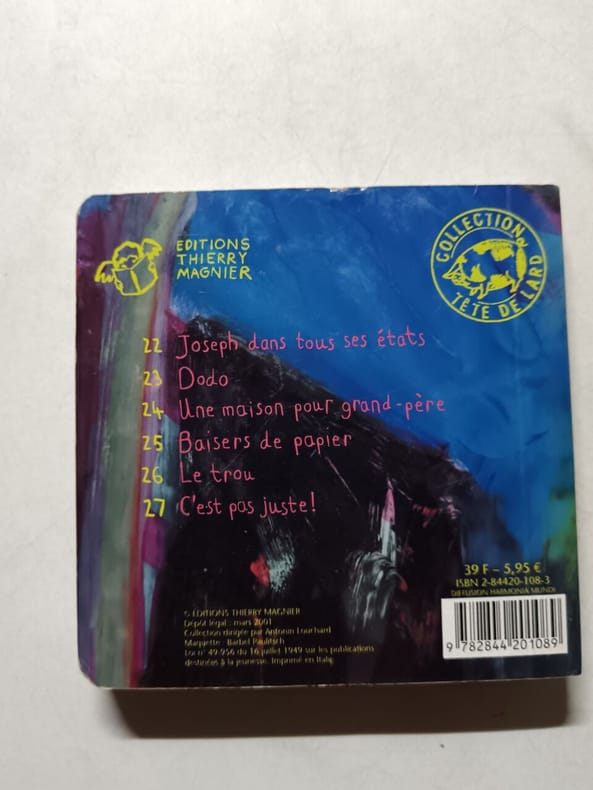 EDITIONS
THIERRY
MAGNIER
COLLECTION
TÊTE DE LARD
22 Joseph dans tous ses états
23 Dodo
24 Une maison pour grand-père
25 Baisers de papier
26 Le trou
27 C'est pas juste!
39 F – 5,95 €
ISBN 2-84420-108-3
DIFFUSION HARMONIA MUNDI
9 782844 201089
© EDITIONS THIERRY MAGNIER
Dépôt légal : mars 2001
Collection dirigée par Antonin Louchard
Maquette : Bärbel Müllbacher
Loi n° 49.956 du 16 juillet 1949 sur les publications
destinées à la jeunesse. Imprimé en Italie